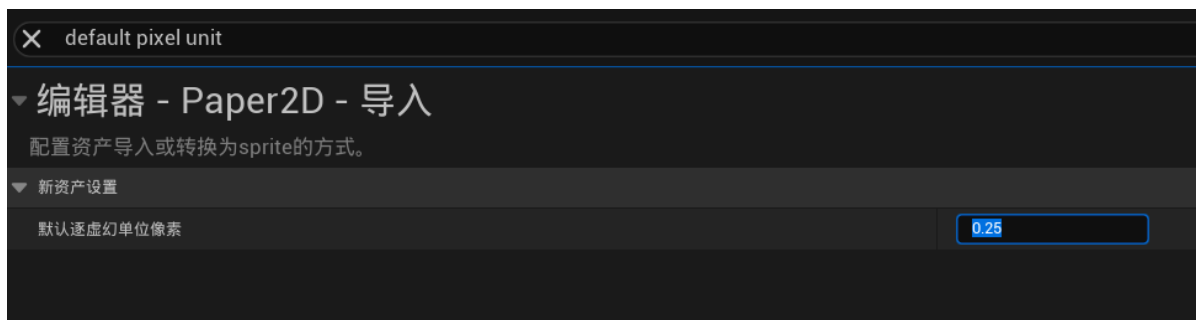 default pixel unit
编辑器 - Paper2D - 导入
配置资产导入或转换为sprite的方式。
新资产设置
默认逐虚幻单位像素
0.25